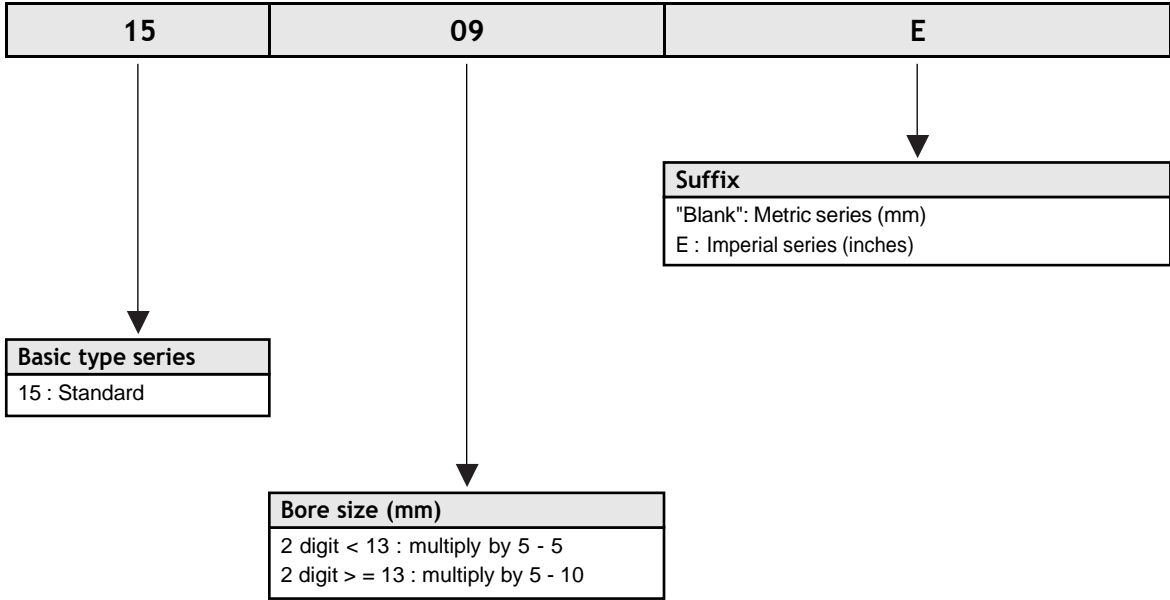 15 09 E
Suffix
"Blank": Metric series (mm)
E : Imperial series (inches)
Basic type series
15 : Standard
Bore size (mm)
2 digit < 13 : multiply by 5 - 5
2 digit > = 13 : multiply by 5 - 10